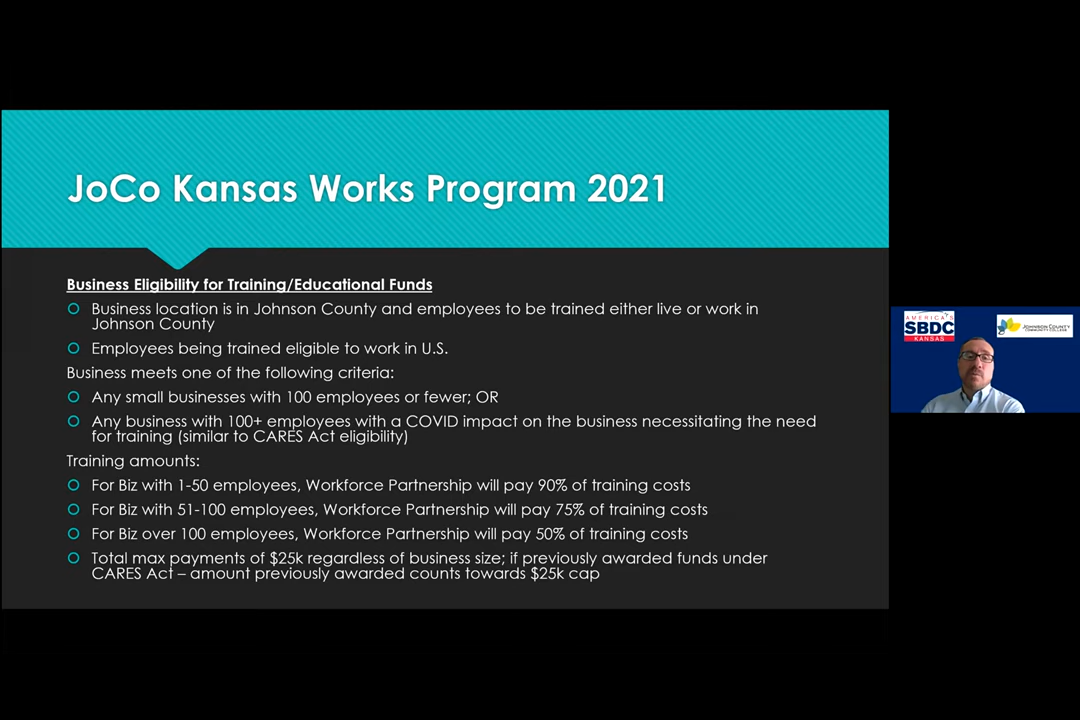 JoCo Kansas Works Program 2021
Business Eligibility for Training/Educational Funds
Business location is in Johnson County and employees to be trained either live or work in
Johnson County
Employees being trained eligible to work in U.S.
Business meets one of the following criteria:
Any small businesses with 100 employees or fewer; OR
Any business with 100+ employees with a COVID impact on the business necessitating the need
for training (similar to CARES Act eligibility)
Training amounts:
For Biz with 1-50 employees, Workforce Partnership will pay 90% of training costs
For Biz with 51-100 employees, Workforce Partnership will pay 75% of training costs
For Biz over 100 employees, Workforce Partnership will pay 50% of training costs
Total max payments of $25k regardless of business size; if previously awarded funds under
CARES Act – amount previously awarded counts towards $25k cap
AMERICA'S
SBDC
KANSAS
JOHNSON COUNTY
COMMUNITY COLLEGE